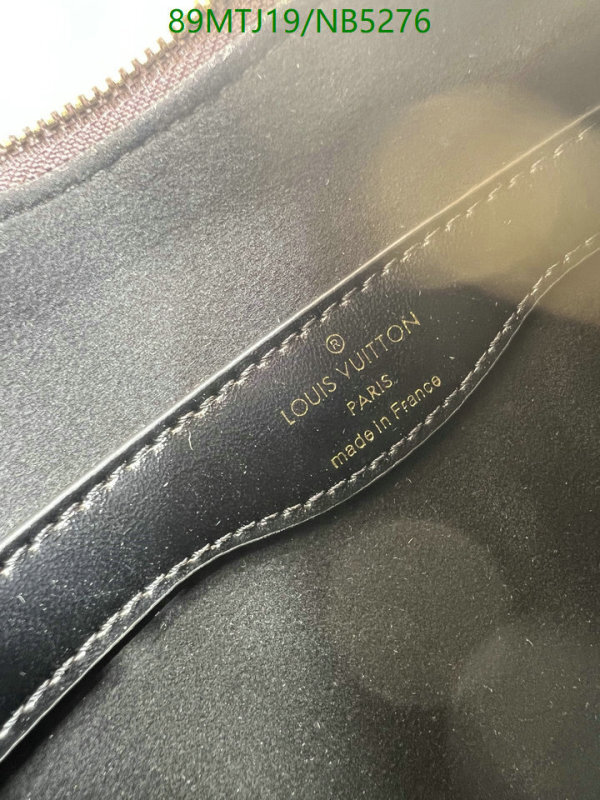 89MTJ19/NB5276
®
LOUIS VUITTON
PARIS
made in France